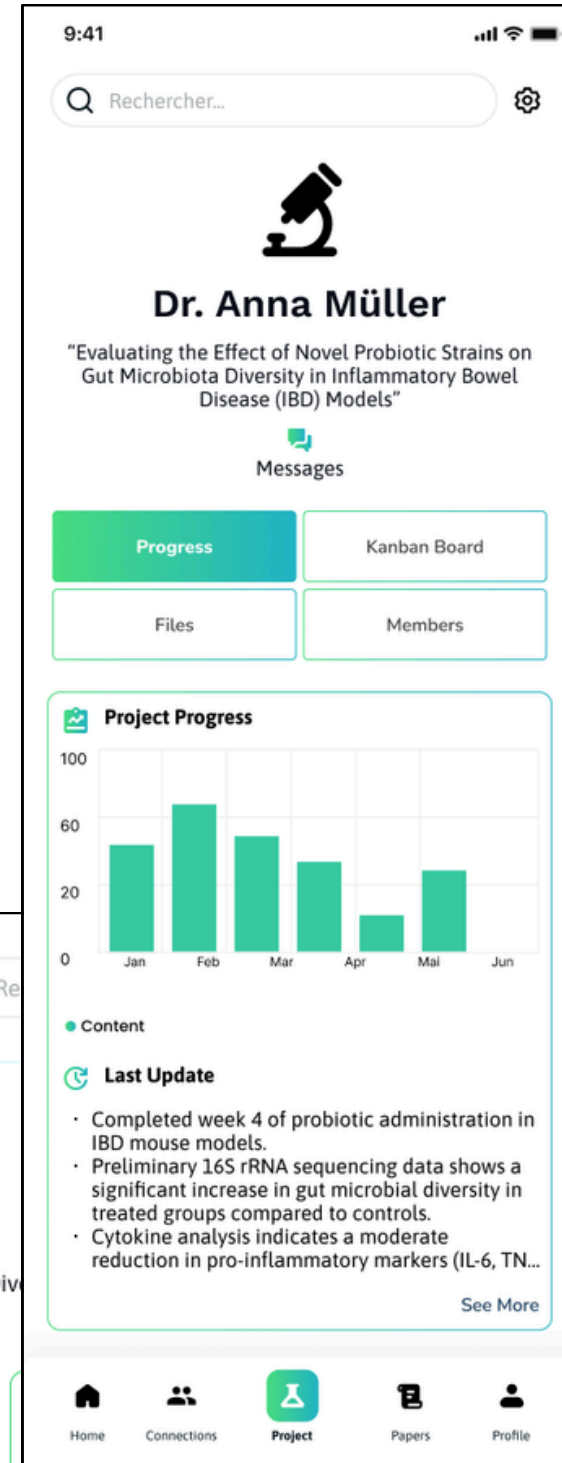 9:41
Rechercher...
Dr. Anna Müller
"Evaluating the Effect of Novel Probiotic Strains on
Gut Microbiota Diversity in Inflammatory Bowel
Disease (IBD) Models"
Messages
Progress
Kanban Board
Files
Members
Project Progress
100
60
20
0
Jan
Feb
Mar
Apr
Mai
Jun
Content
Last Update
· Completed week 4 of probiotic administration in
IBD mouse models.
· Preliminary 16S rRNA sequencing data shows a
significant increase in gut microbial diversity in
treated groups compared to controls.
· Cytokine analysis indicates a moderate
reduction in pro-inflammatory markers (IL-6, TN...
See More
Home
Connections
Project
Papers
Profile